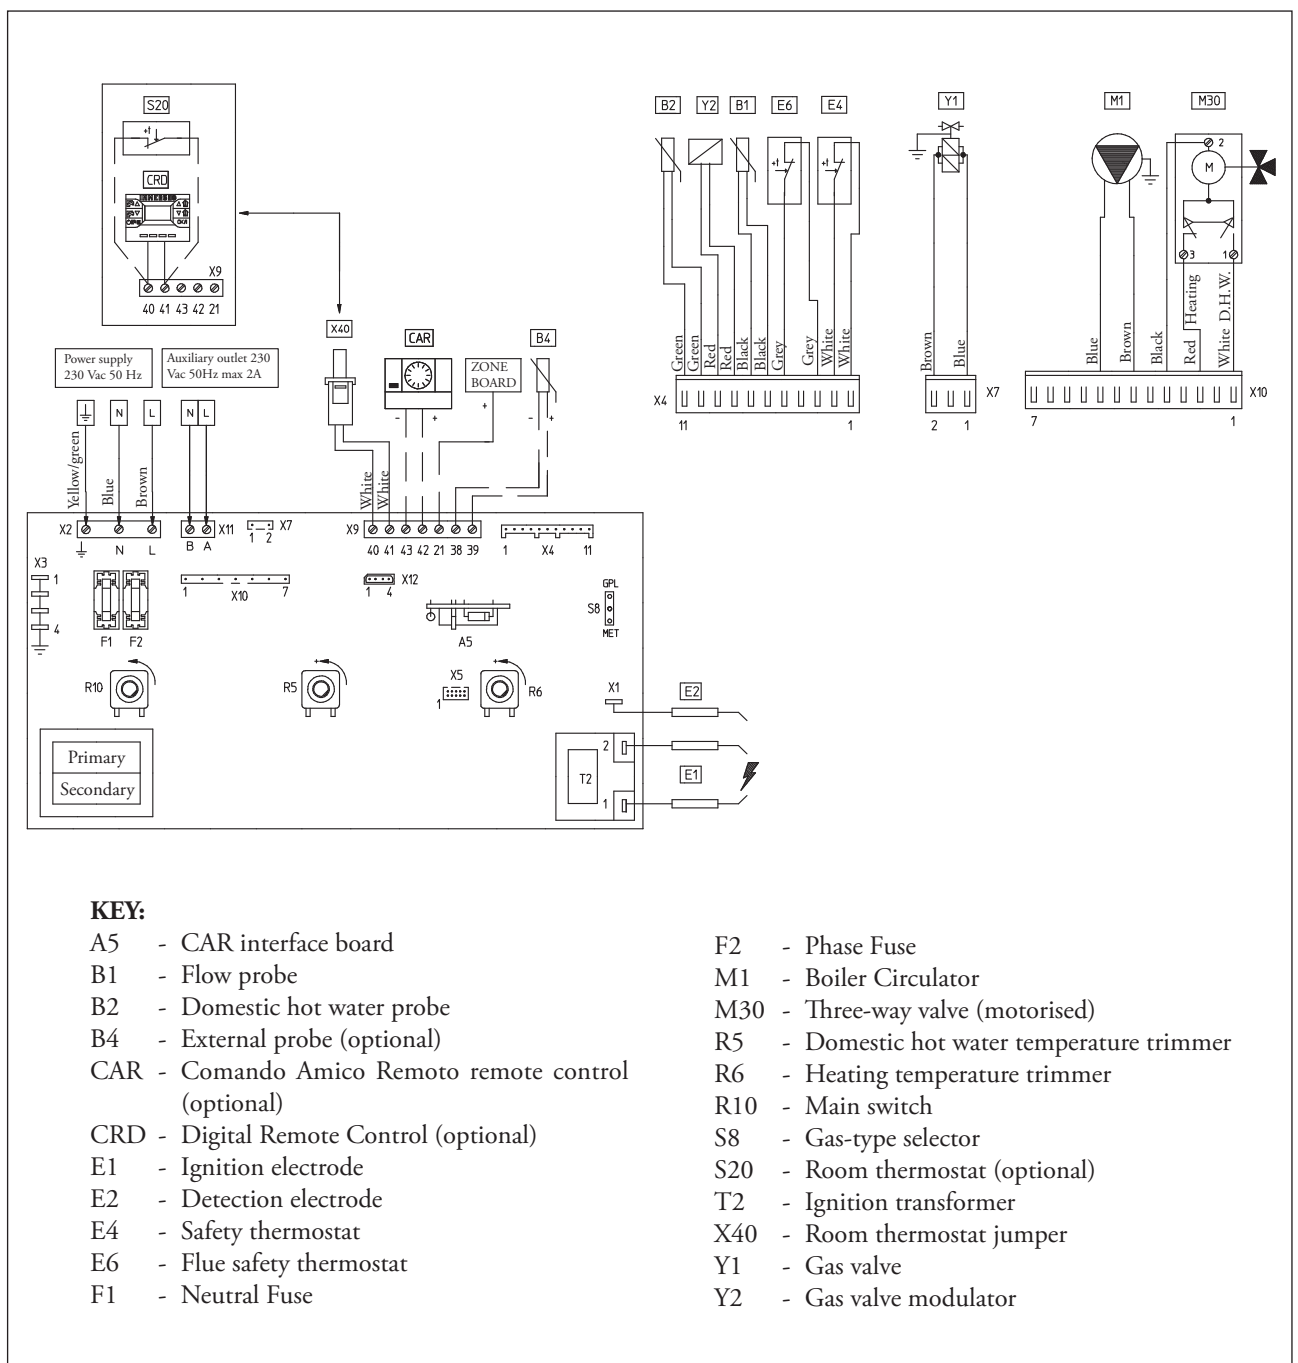 S20
CRD
X9
40 41 43 42 21
Power supply
230 Vac 50 Hz
Auxiliary outlet 230
Vac 50Hz max 2A
N
L
N L
Yellow/green
Blue
Brown
X40
CAR
ZONE
BOARD
B4
- +
+
- +
White
White
B2
Y2
B1
E6
E4
+t
+t
Green
Green
Red
Red
Black
Black
Grey
Grey
White
White
X4
11
1
Y1
Brown
Blue
X7
2 1
M1
M30
2
M
3
1
Blue
Brown
Black
Red
Heating
White D.H.W.
X10
7
1
X2
N L
X11
B A
X7
1 2
X9
40 41 43 42 21 38 39
1 X4 11
X3
1
4
F1 F2
1 X10 7
X12
1 4
A5
GPL
S8
MET
R10
R5
+
X5
1
+
R6
X1
E2
2
T2
E1
1
Primary
Secondary
KEY:
A5 - CAR interface board
B1 - Flow probe
B2 - Domestic hot water probe
B4 - External probe (optional)
CAR - Comando Amico Remoto remote control
(optional)
CRD - Digital Remote Control (optional)
E1 - Ignition electrode
E2 - Detection electrode
E4 - Safety thermostat
E6 - Flue safety thermostat
F1 - Neutral Fuse
F2 - Phase Fuse
M1 - Boiler Circulator
M30 - Three-way valve (motorised)
R5 - Domestic hot water temperature trimmer
R6 - Heating temperature trimmer
R10 - Main switch
S8 - Gas-type selector
S20 - Room thermostat (optional)
T2 - Ignition transformer
X40 - Room thermostat jumper
Y1 - Gas valve
Y2 - Gas valve modulator